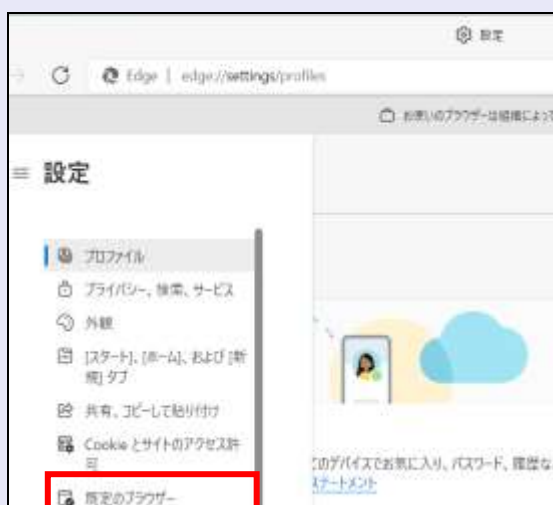 設定
Edge | edge://settings/profiles
お使いのブラウザーは組織によって
設定
プロファイル
プライバシー、検索、サービス
外観
[スタート]、[ホーム]、および [新
規] タブ
共有、コピーして貼り付け
Cookie とサイトのアクセス許
可
既定のブラウザー
のデバイスでお気に入り、パスワード、履歴な
ステートメント